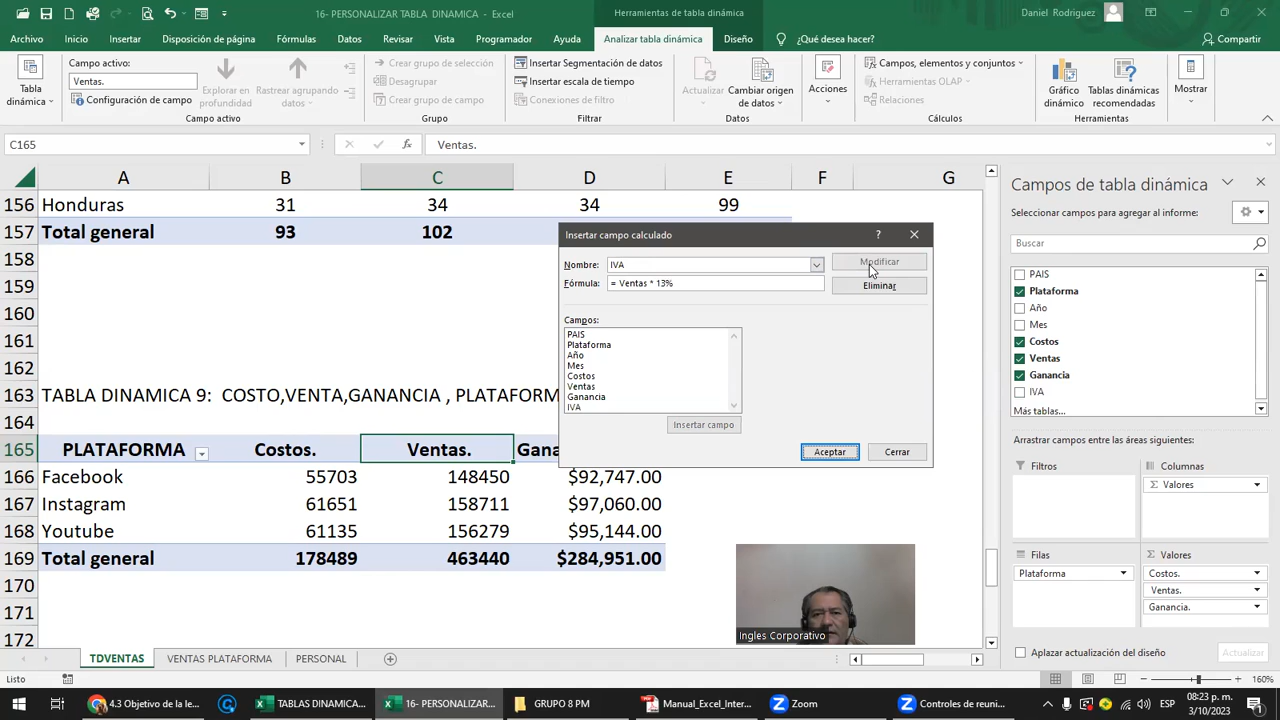 16- PERSONALIZAR TABLA  DINAMICA  -  Excel
Herramientas de tabla dinámica
Daniel Rodriguez
Archivo
Inicio
Insertar
Disposición de página
Fórmulas
Datos
Revisar
Vista
Programador
Ayuda
Analizar tabla dinámica
Diseño
¿Qué desea hacer?
Compartir
Tabla dinámica
Campo activo:
Ventas.
Configuración de campo
Explorar en profundidad
Rastrear agrupando datos
Campo activo
Crear grupo de selección
Desagrupar
Crear grupo de campo
Grupo
Insertar Segmentación de datos
Insertar escala de tiempo
Conexiones de filtro
Filtrar
Actualizar
Cambiar origen de datos
Datos
Acciones
Campos, elementos y conjuntos
Herramientas OLAP
Relaciones
Cálculos
Gráfico dinámico
Tablas dinámicas recomendadas
Herramientas
Mostrar
C165
Ventas.
A B C D E F G
156 Honduras 31 34 34 99
157 Total general 93 102
158
159
160
161
162
163 TABLA DINAMICA 9:  COSTO,VENTA,GANANCIA , PLATAFORM
164
165 PLATAFORMA Costos. Ventas. Gana
166 Facebook 55703 148450 $92,747.00
167 Instagram 61651 158711 $97,060.00
168 Youtube 61135 156279 $95,144.00
169 Total general 178489 463440 $284,951.00
170
171
172
Insertar campo calculado
?
Nombre: IVA
Modificar
Fórmula: = Ventas * 13%
Eliminar
Campos:
PAIS
Plataforma
Año
Mes
Costos
Ventas
Ganancia
IVA
Insertar campo
Aceptar
Cerrar
Campos de tabla dinámica
Seleccionar campos para agregar al informe:
Buscar
PAIS
Plataforma
Año
Mes
Costos
Ventas
Ganancia
IVA
Más tablas...
Arrastrar campos entre las áreas siguientes:
Filtros
Columnas
Σ Valores
Filas
Plataforma
Σ Valores
Costos.
Ventas.
Ganancia.
Aplazar actualización del diseño
Actualizar
Ingles Corporativo
TDVENTAS
VENTAS PLATAFORMA
PERSONAL
Listo
160%
4.3 Objetivo de la le...
TABLAS DINAMICA...
16- PERSONALIZAR...
GRUPO 8 PM
Manual_Excel_Inter...
Zoom
Controles de reuni...
ESP
08:23 p. m.
3/10/2023